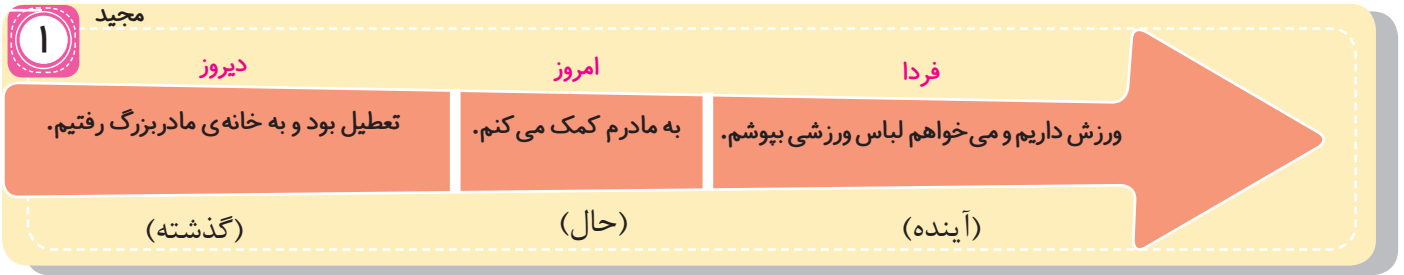 مجید
۱
دیروز
امروز
فردا
تعطیل بود و به خانه‌ی مادربزرگ رفتیم.
به مادرم کمک می‌کنم.
ورزش داریم و می‌خواهم لباس ورزشی بپوشم.
(گذشته)
(حال)
(آینده)